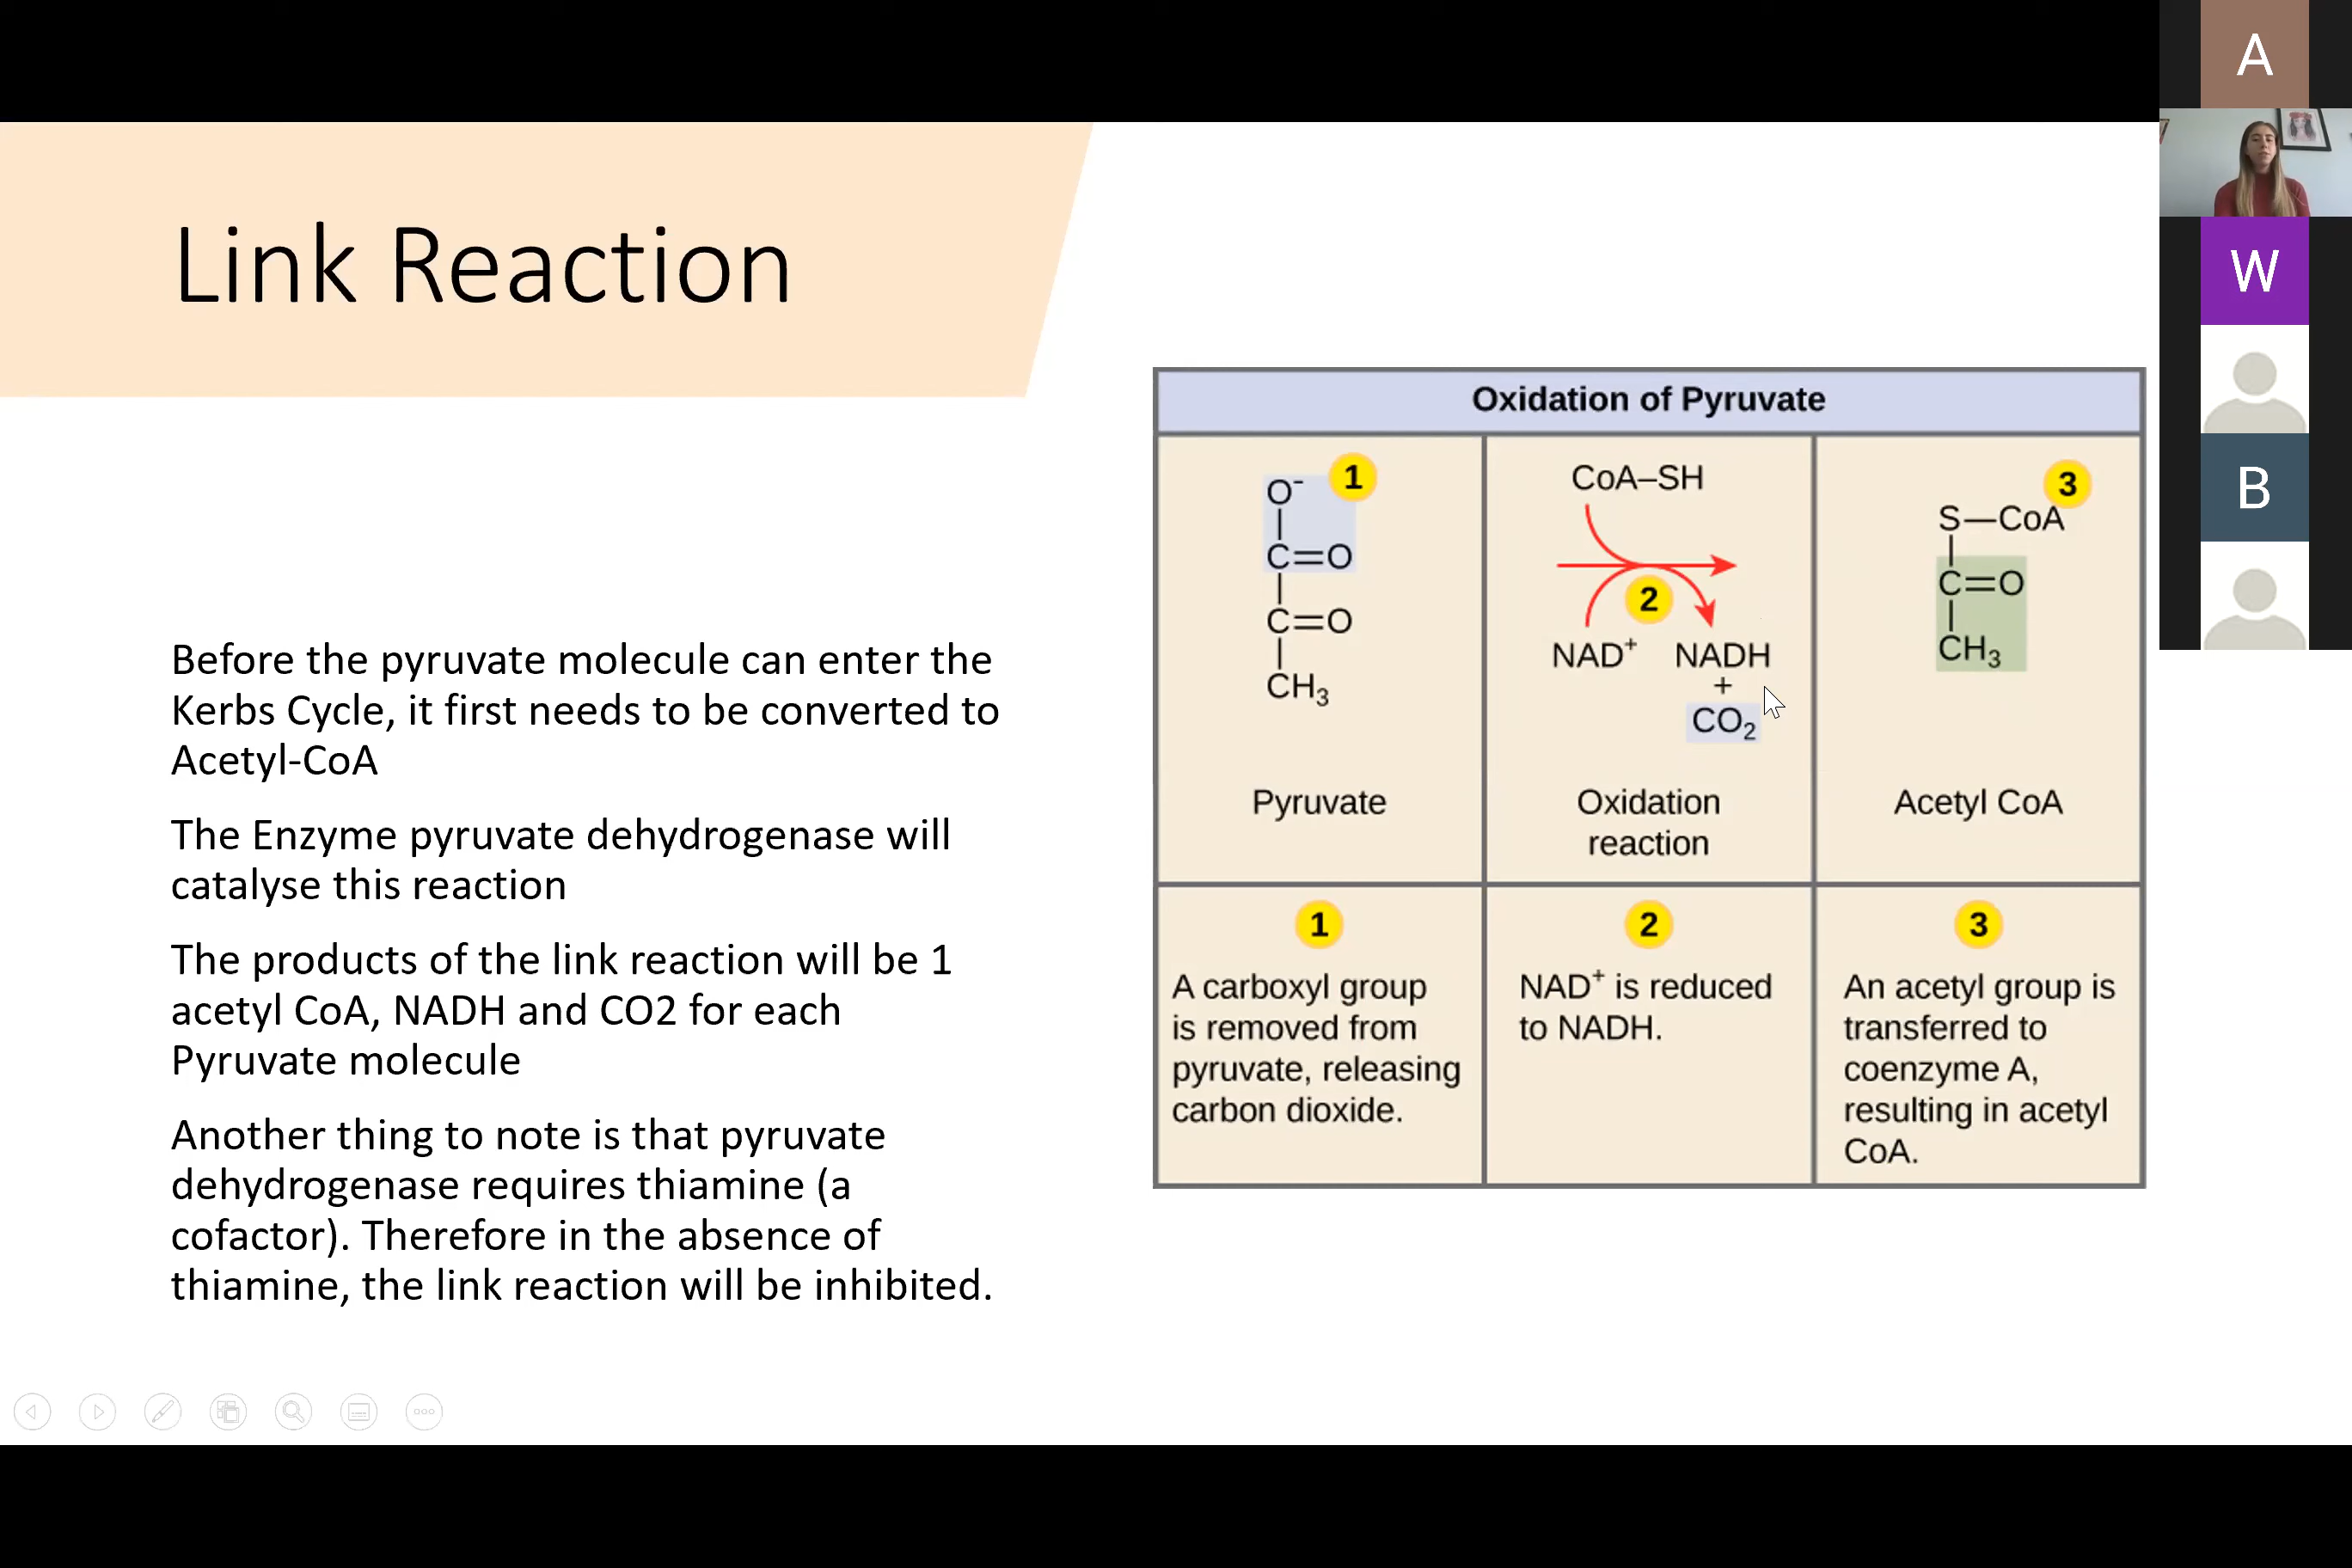 A
Link Reaction
W
B
Before the pyruvate molecule can enter the
Kerbs Cycle, it first needs to be converted to
Acetyl-CoA
The Enzyme pyruvate dehydrogenase will
catalyse this reaction
The products of the link reaction will be 1
acetyl CoA, NADH and CO2 for each
Pyruvate molecule
Another thing to note is that pyruvate
dehydrogenase requires thiamine (a
cofactor). Therefore in the absence of
thiamine, the link reaction will be inhibited.
Oxidation of Pyruvate
1
O⁻
C=O
C=O
CH₃
Pyruvate
CoA–SH
2
NAD⁺ NADH
+
CO₂
Oxidation
reaction
3
S—CoA
C=O
CH₃
Acetyl CoA
1
A carboxyl group
is removed from
pyruvate, releasing
carbon dioxide.
2
NAD⁺ is reduced
to NADH.
3
An acetyl group is
transferred to
coenzyme A,
resulting in acetyl
CoA.